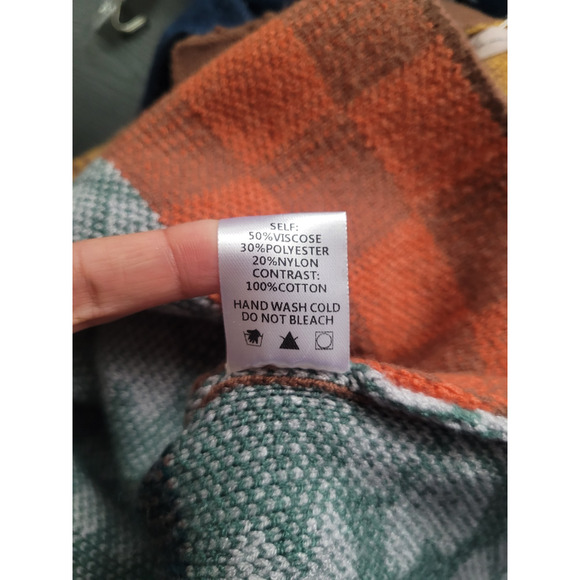 SELF:
50%VISCOSE
30%POLYESTER
20%NYLON
CONTRAST:
100%COTTON
HAND WASH COLD
DO NOT BLEACH